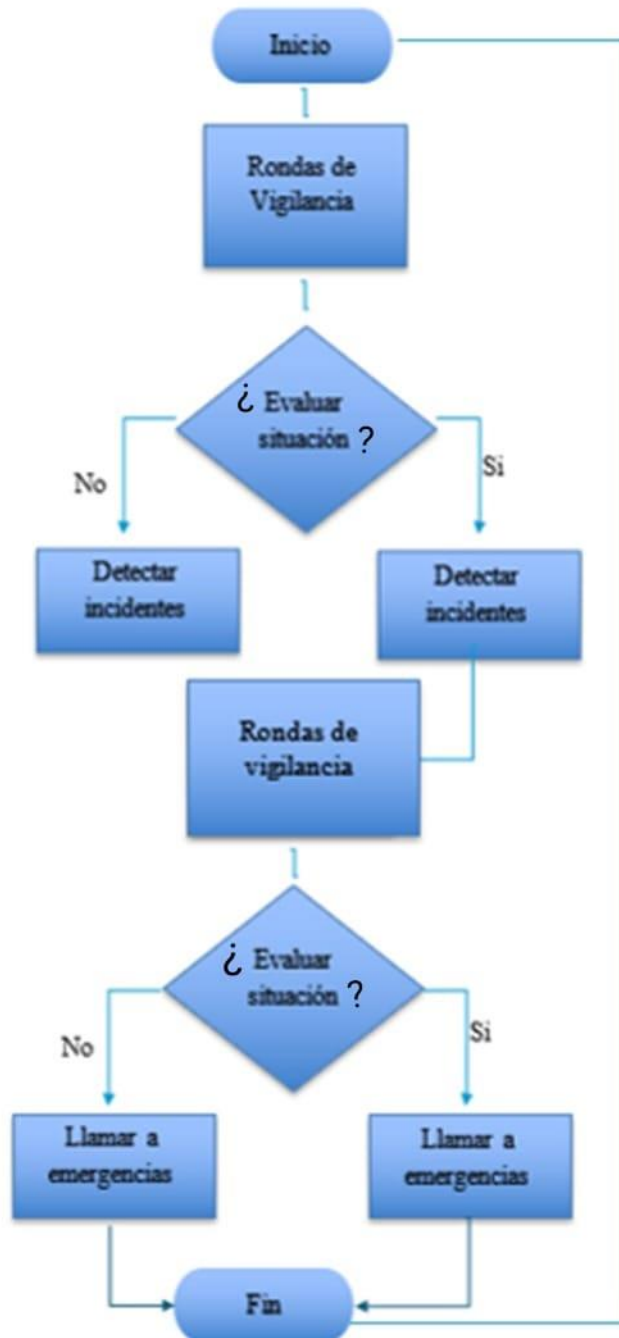 Inicio
Rondas de
Vigilancia
¿ Evaluar
situación ?
No
Si
Detectar
incidentes
Detectar
incidentes
Rondas de
vigilancia
¿ Evaluar
situación ?
No
Si
Llamar a
emergencias
Llamar a
emergencias
Fin